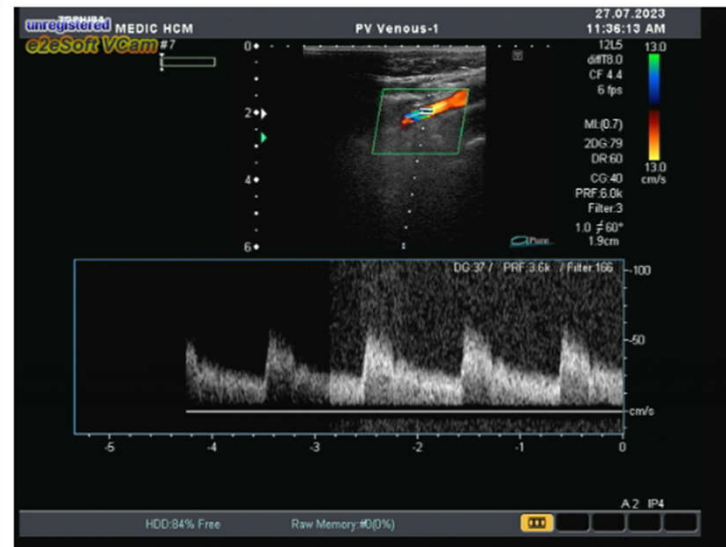 27.07.2023
unregistered MEDIC HCM PV Venous-1 11:36:13 AM
e2eSoft VCam #7
12L5 13.0
diffT8.0
CF 4.4
6 fps
MI:(0.7)
2DG:79
DR:60 13.0
CG:40 cm/s
PRF:6.0k
Filter:3
1.0 ≠60°
1.9cm
0
2
4
6
DG:37 / PRF:3.6k / Filter:166
-100
-50
-cm/s
-5 -4 -3 -2 -1 0
A:2 IP4
HDD:84% Free Raw Memory:#0(0%)